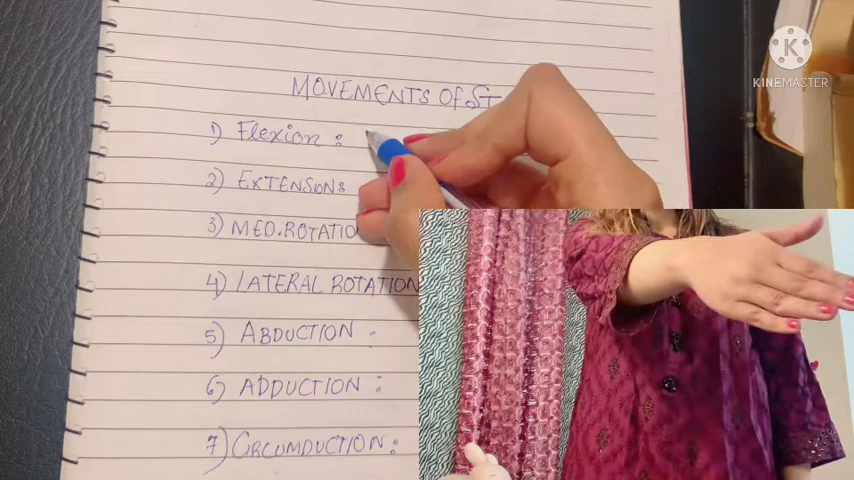 MOVEMENTS Of ST
1) Flexion :
2) EXTENSION:
3) MED.ROTATIO
4) LATERAL ROTATION
5) ABDUCTION :
6) ADDUCTION :
7) CIRCUMDUCTION :
KINEMASTER